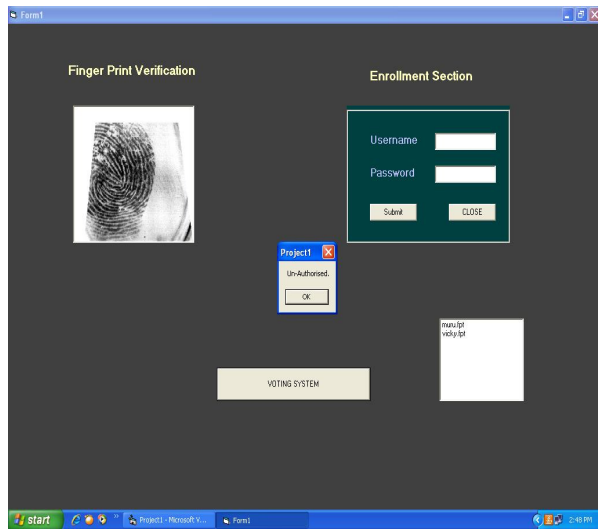 Form1
Finger Print Verification
Enrollment Section
Username
Password
Submit
CLOSE
Project1
Un-Authorised.
OK
muru.fpt
vicky.fpt
VOTING SYSTEM
start
Project1 - Microsoft V...
Form1
2:48 PM